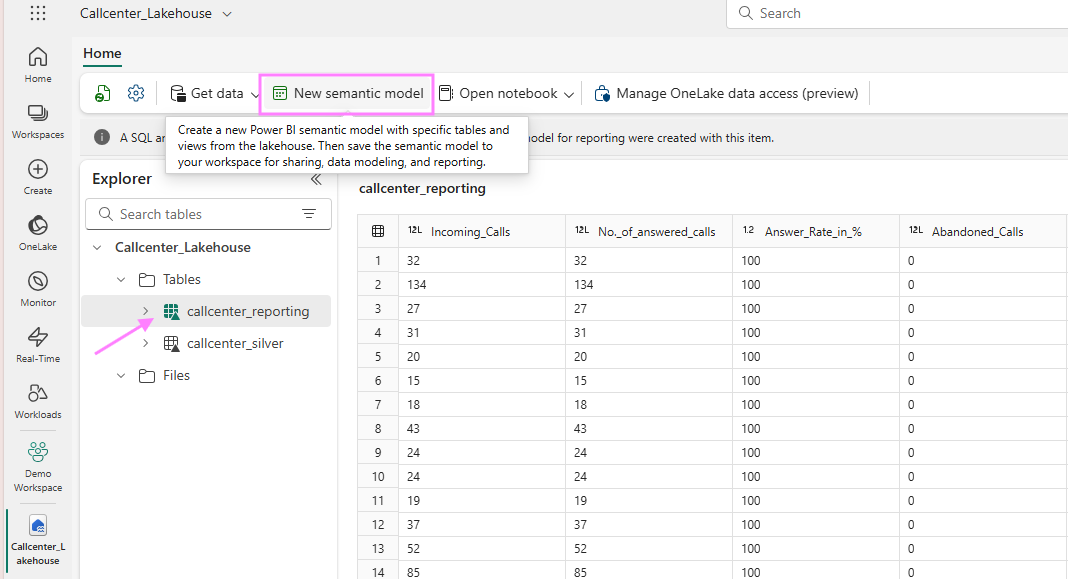 Callcenter_Lakehouse
Search
Home
Home
Get data
New semantic model
Open notebook
Manage OneLake data access (preview)
Workspaces
A SQL
Create a new Power BI semantic model with specific tables and
views from the lakehouse. Then save the semantic model to
your workspace for sharing, data modeling, and reporting.
for reporting were created with this item.
Create
Explorer
callcenter_reporting
Search tables
OneLake
12L Incoming_Calls 12L No._of_answered_calls 1.2 Answer_Rate_in_% 12L Abandoned_Calls
Callcenter_Lakehouse
1 32 32 100 0
Tables
2 134 134 100 0
Monitor
3 27 27 100 0
callcenter_reporting
4 31 31 100 0
callcenter_silver
5 20 20 100 0
Real-Time
Files
6 15 15 100 0
7 18 18 100 0
Workloads
8 43 43 100 0
9 24 24 100 0
Demo
Workspace
10 24 24 100 0
11 19 19 100 0
12 37 37 100 0
Callcenter_L
akehouse
13 52 52 100 0
14 85 85 100 0